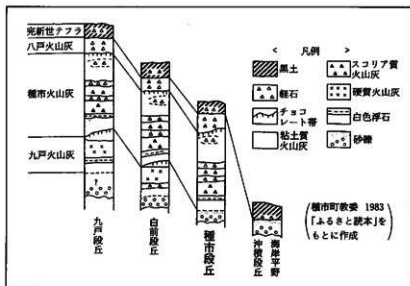 完新世テフラ
八戸火山灰
種市火山灰
九戸火山灰
九戸段丘
白前段丘
種市段丘
沖積段丘
海岸平野
< 凡例 >
黒土
スコリア質
火山灰
軽石
硬質火山灰
チョコ
レート帯
白色浮石
粘土質
火山灰
砂礫
?
種市町教委 1983
『ふるさと読本』を
もとに作成